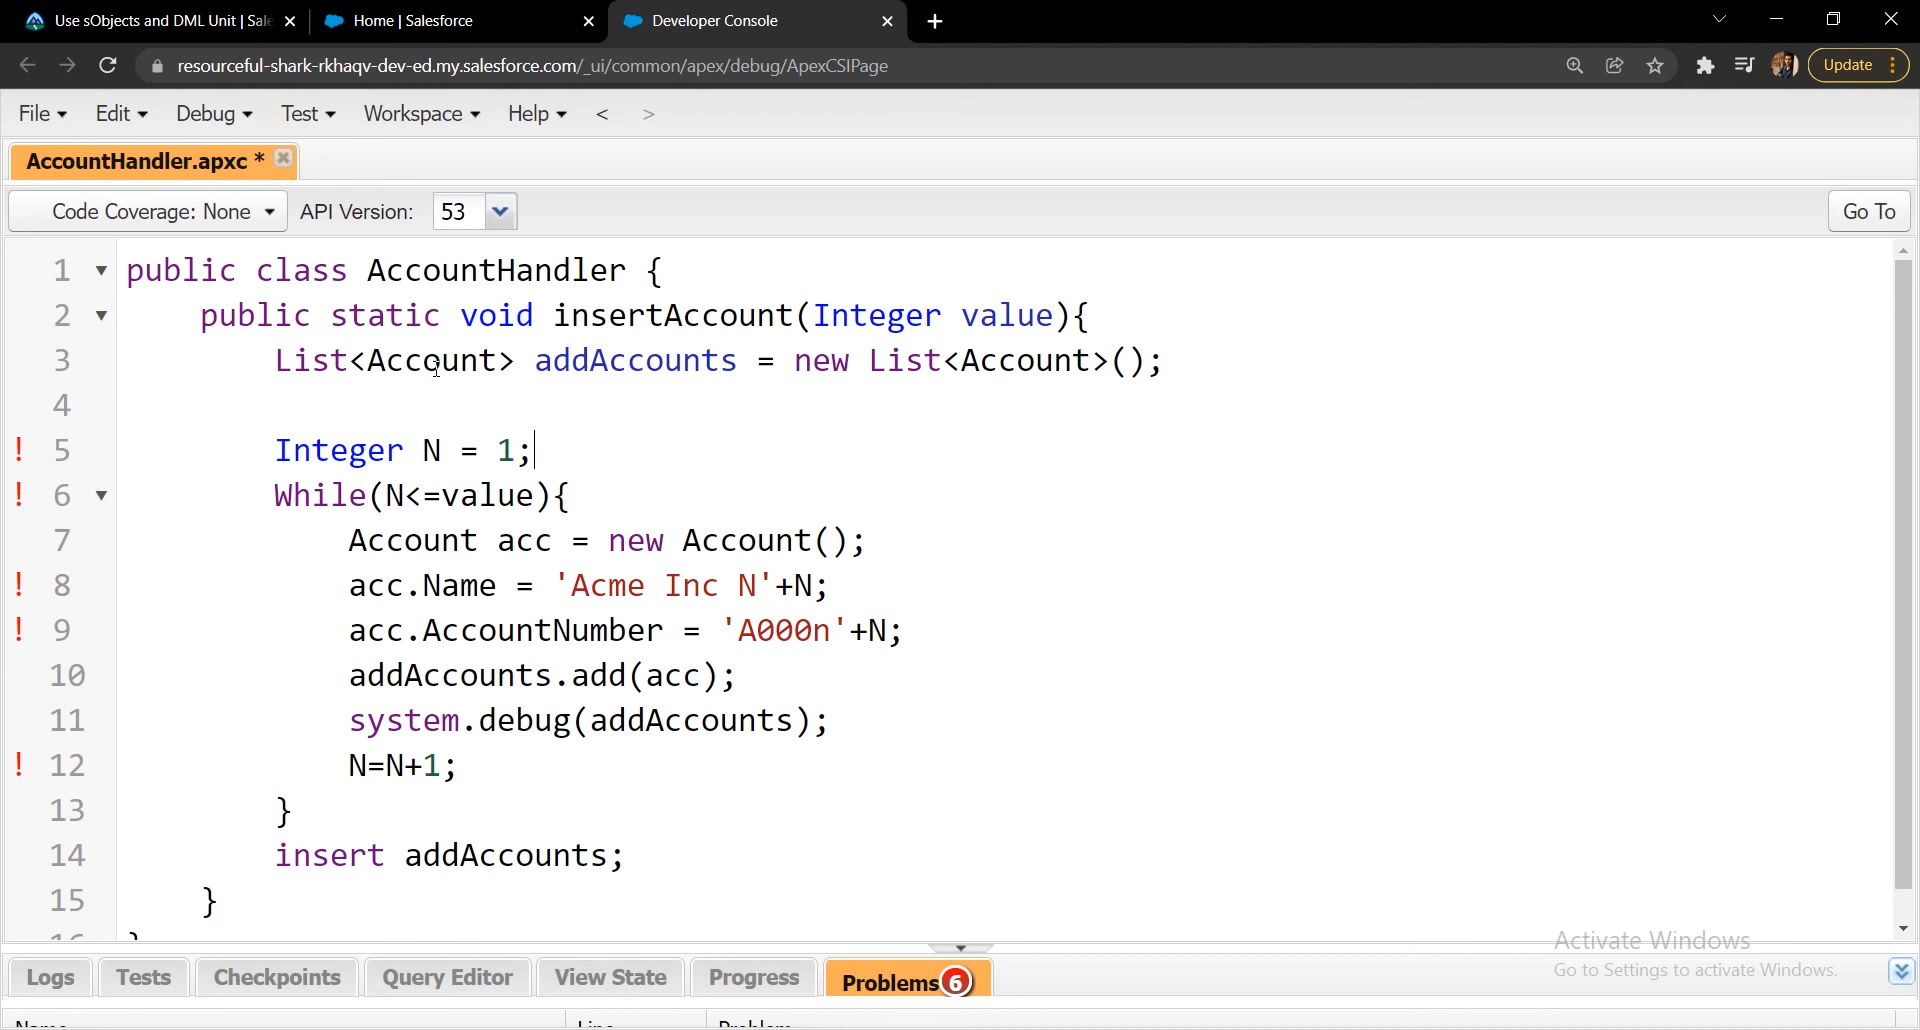 Use sObjects and DML Unit | Sale
Home | Salesforce
Developer Console
resourceful-shark-rkhaqv-dev-ed.my.salesforce.com/_ui/common/apex/debug/ApexCSIPage
Update
File Edit Debug Test Workspace Help < >
AccountHandler.apxc *
Code Coverage: None API Version: 53 Go To
1 public class AccountHandler {
2 public static void insertAccount(Integer value){
3 List<Account> addAccounts = new List<Account>();
4
! 5 Integer N = 1;
! 6 While(N<=value){
7 Account acc = new Account();
! 8 acc.Name = 'Acme Inc N'+N;
! 9 acc.AccountNumber = 'A000n'+N;
10 addAccounts.add(acc);
11 system.debug(addAccounts);
! 12 N=N+1;
13 }
14 insert addAccounts;
15 }
16 }
Activate Windows
Go to Settings to activate Windows.
Logs Tests Checkpoints Query Editor View State Progress Problems 6
Name Line Problem